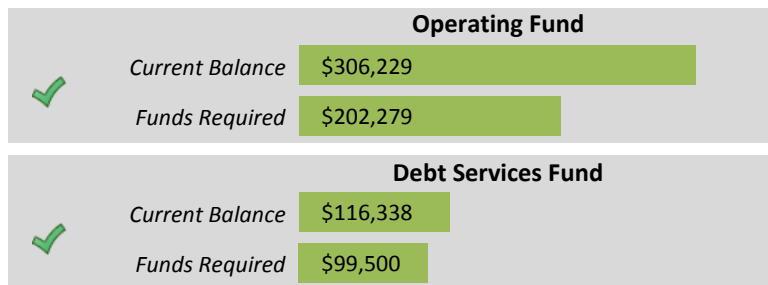 Operating Fund
Current Balance $306,229
Funds Required $202,279
Debt Services Fund
Current Balance $116,338
Funds Required $99,500